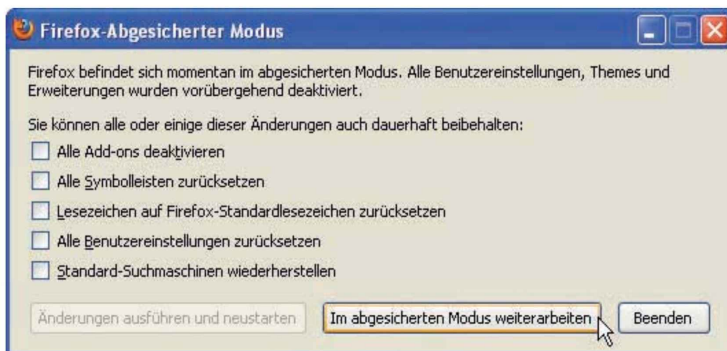 Firefox-Abgesicherter Modus
Firefox befindet sich momentan im abgesicherten Modus. Alle Benutzereinstellungen, Themes und
Erweiterungen wurden vorübergehend deaktiviert.
Sie können alle oder einige dieser Änderungen auch dauerhaft beibehalten:
Alle Add-ons deaktivieren
Alle Symbolleisten zurücksetzen
Lesezeichen auf Firefox-Standardlesezeichen zurücksetzen
Alle Benutzereinstellungen zurücksetzen
Standard-Suchmaschinen wiederherstellen
Änderungen ausführen und neustarten Im abgesicherten Modus weiterarbeiten Beenden